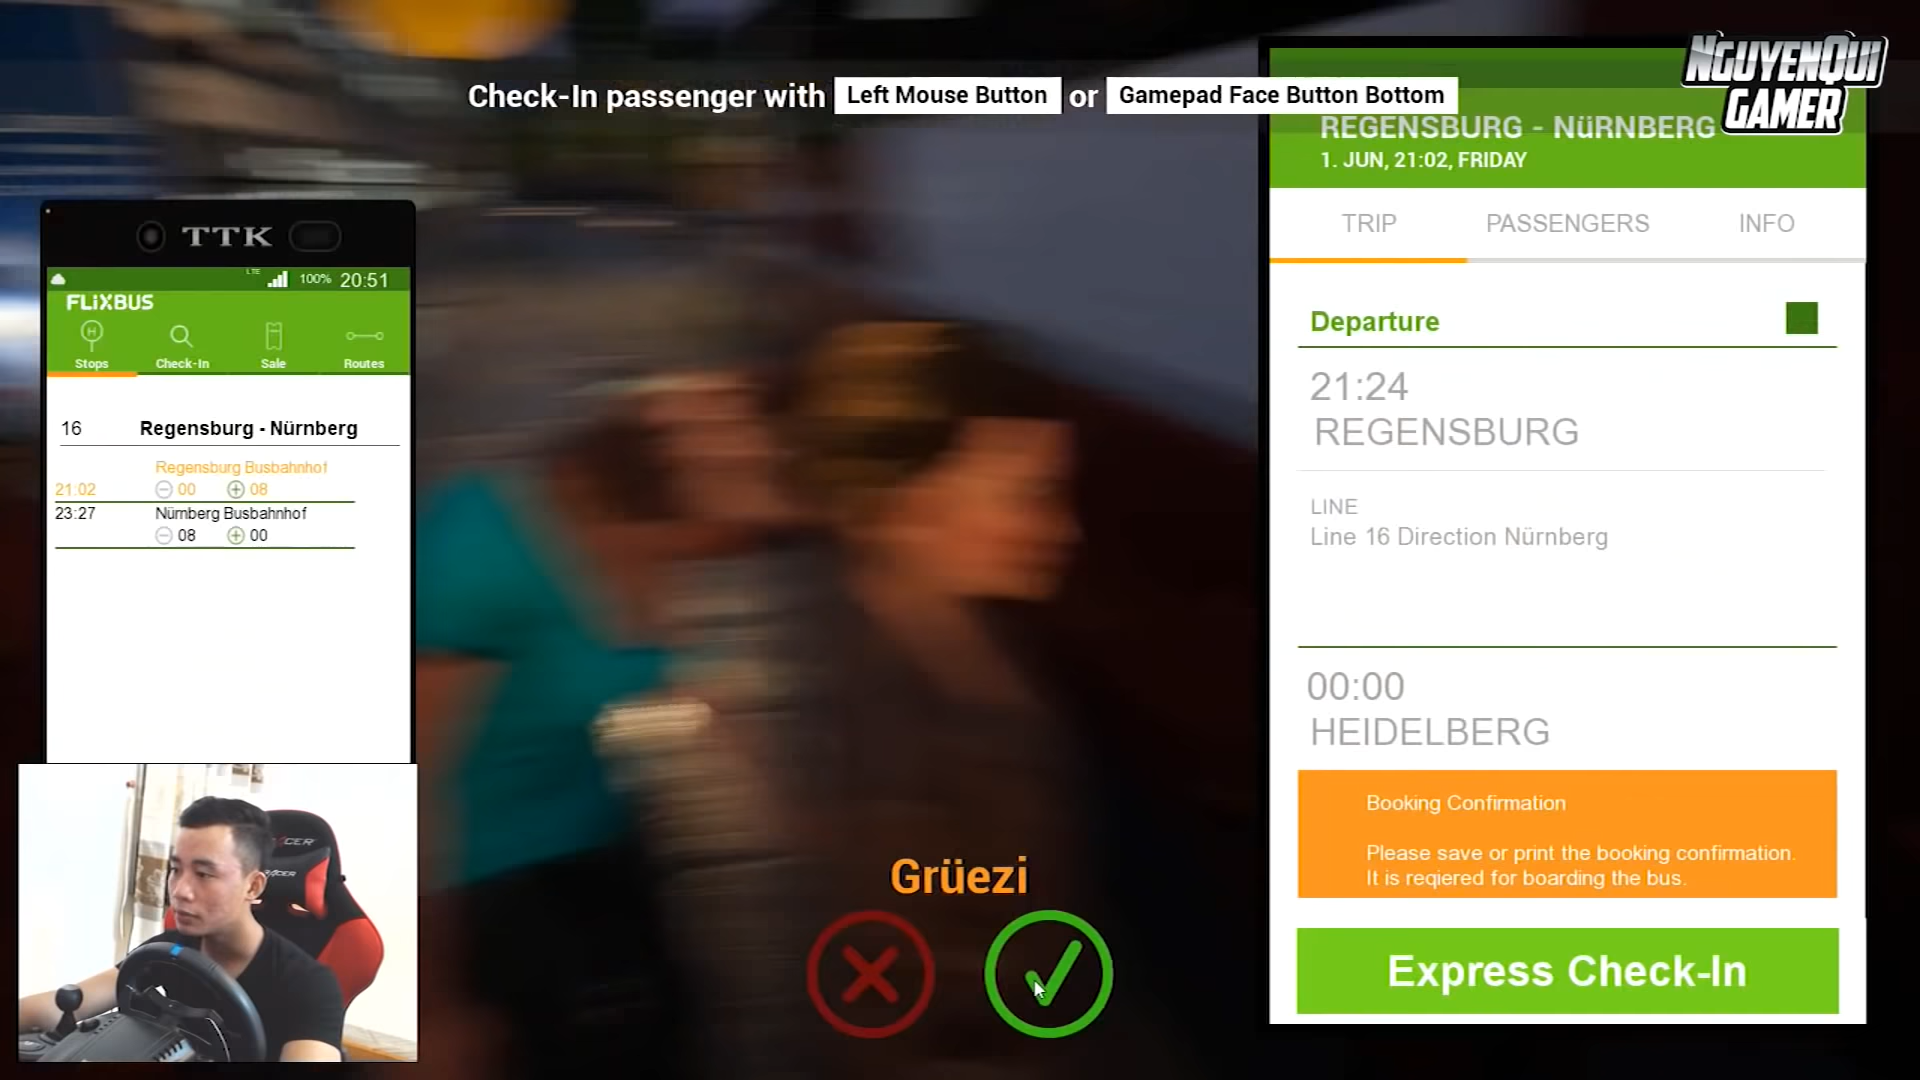 NGUYENQUI
GAMER
Check-In passenger with Left Mouse Button or Gamepad Face Button Bottom
REGENSBURG - NüRNBERG
1. JUN, 21:02, FRIDAY
TRIP PASSENGERS INFO
Departure
21:24
REGENSBURG
LINE
Line 16 Direction Nürnberg
00:00
HEIDELBERG
Booking Confirmation
Please save or print the booking confirmation.
It is reqiered for boarding the bus.
Express Check-In
TTK
LTE 100% 20:51
FLiXBUS
H
Stops Check-In Sale Routes
16 Regensburg - Nürnberg
Regensburg Busbahnhof
21:02 00 08
23:27 Nürnberg Busbahnhof
08 00
Grüezi